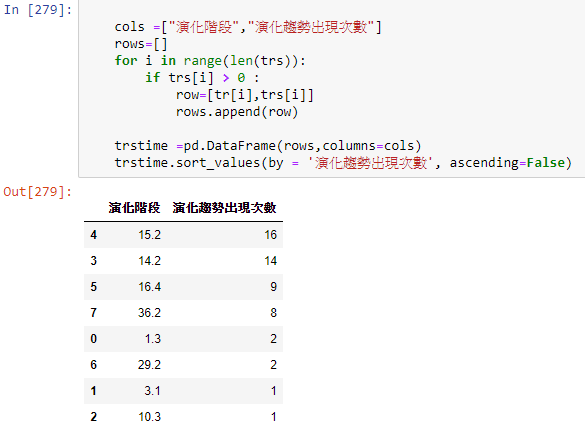 In [279]:
cols =["演化階段","演化趨勢出現次數"]
rows=[]
for i in range(len(trs)):
    if trs[i] > 0 :
        row=[tr[i],trs[i]]
        rows.append(row)
trstime =pd.DataFrame(rows,columns=cols)
trstime.sort_values(by = '演化趨勢出現次數', ascending=False)
Out[279]:
演化階段 演化趨勢出現次數
4 15.2 16
3 14.2 14
5 16.4 9
7 36.2 8
0 1.3 2
6 29.2 2
1 3.1 1
2 10.3 1